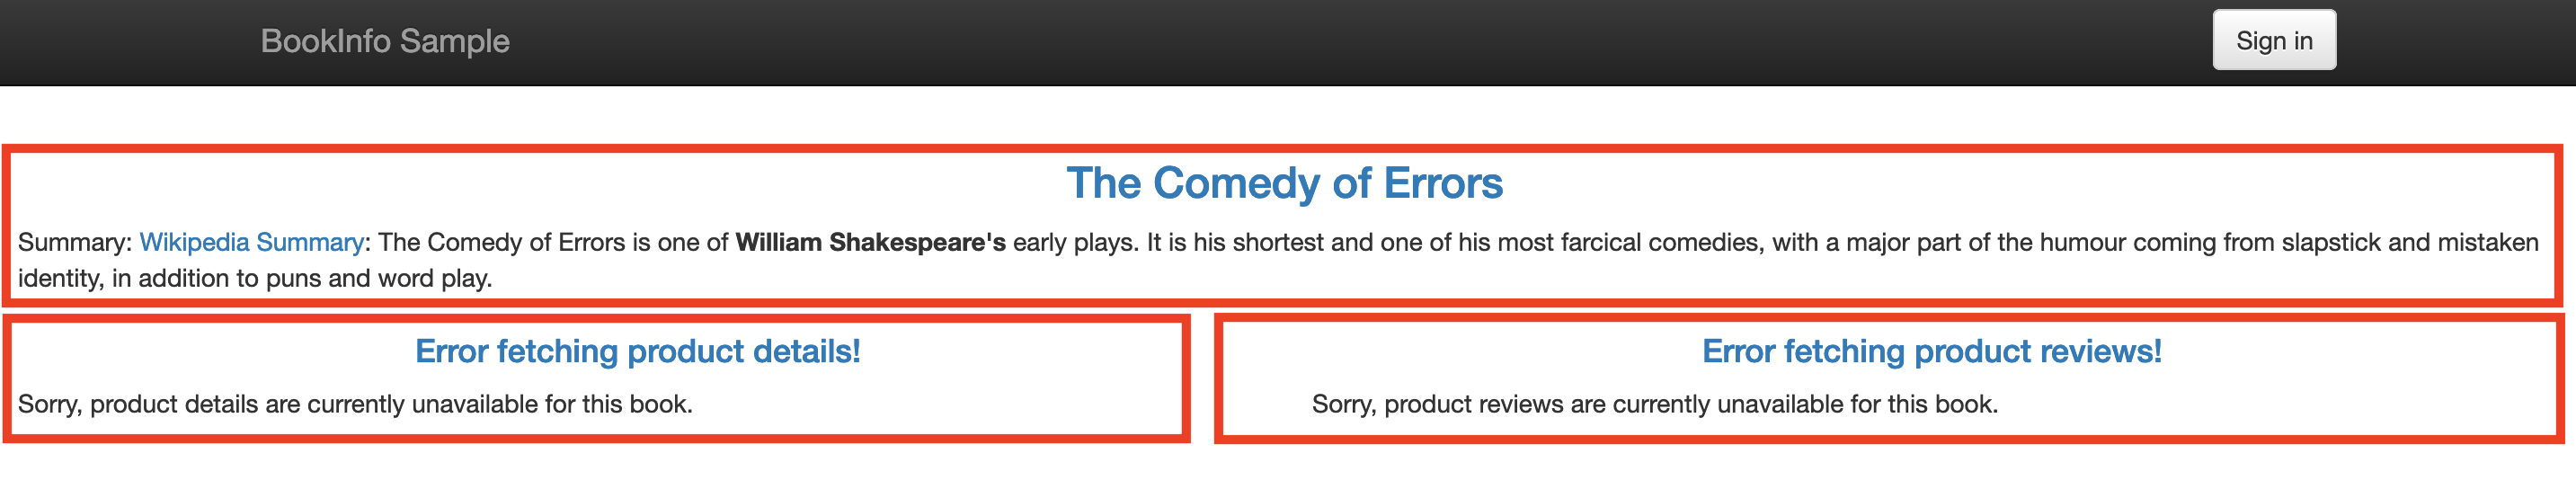 BookInfo Sample
Sign in
The Comedy of Errors
Summary: Wikipedia Summary: The Comedy of Errors is one of William Shakespeare's early plays. It is his shortest and one of his most farcical comedies, with a major part of the humour coming from slapstick and mistaken
identity, in addition to puns and word play.
Error fetching product details!
Sorry, product details are currently unavailable for this book.
Error fetching product reviews!
Sorry, product reviews are currently unavailable for this book.